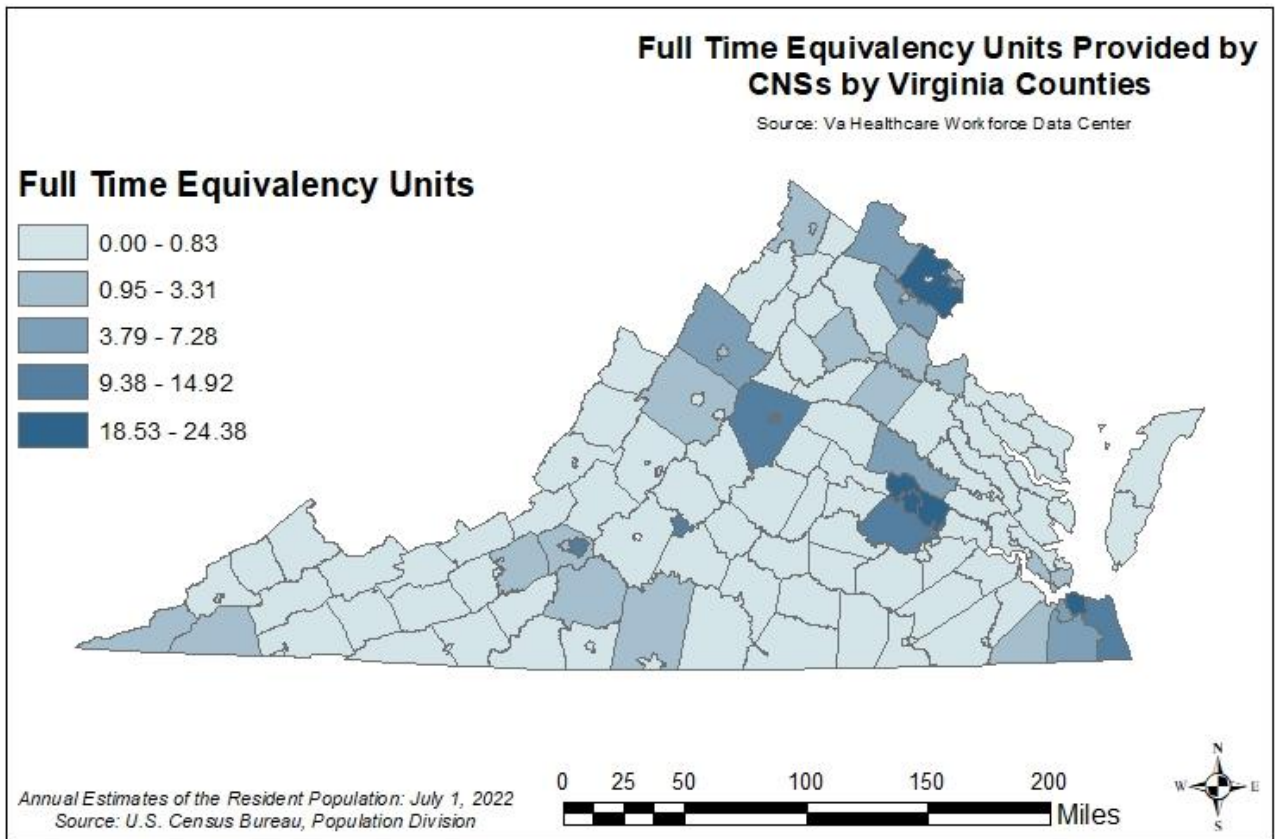 Full Time Equivalency Units Provided by
CNSs by Virginia Counties
Source: Va Healthcare Workforce Data Center
Full Time Equivalency Units
0.00 - 0.83
0.95 - 3.31
3.79 - 7.28
9.38 - 14.92
18.53 - 24.38
Annual Estimates of the Resident Population: July 1, 2022
Source: U.S. Census Bureau, Population Division
0 25 50 100 150 200
Miles
N
W E
S